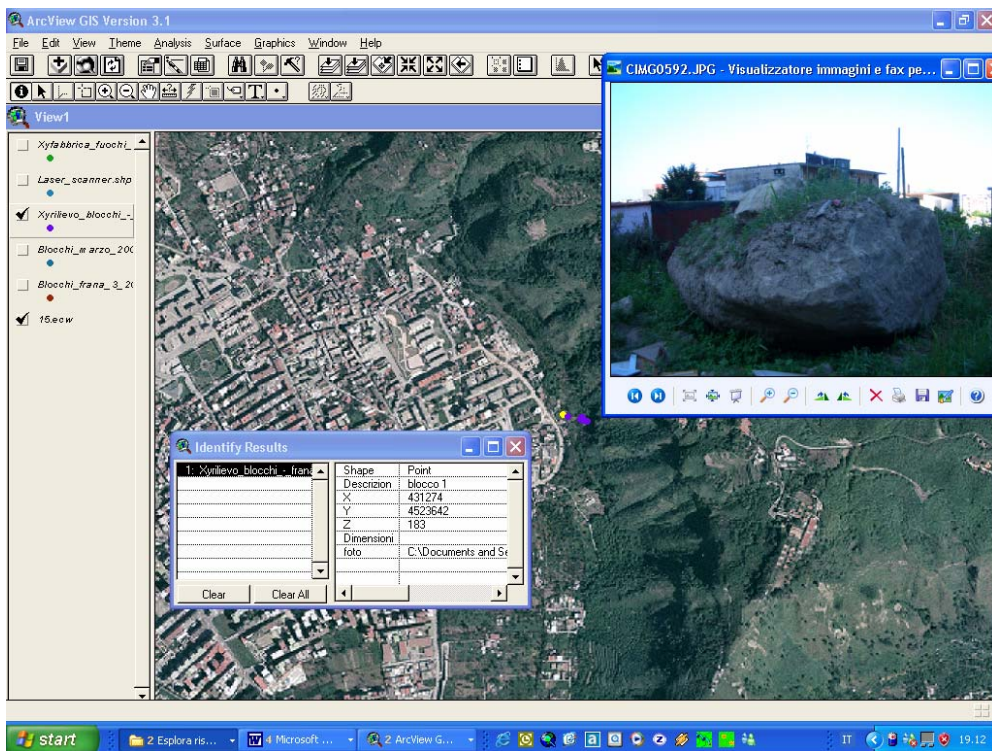 ArcView GIS Version 3.1
File Edit View Theme Analysis Surface Graphics Window Help
CIMG0592.JPG - Visualizzatore immagini e fax pe...
View1
Xyfabbrica_fuochi_
Laser_scanner.shp
Xyrilievo_blocchi_-_
Blocchi_marzo_200
Blocchi_frana_3_20
15.ecw
Identify Results
1: Xyrilievo_blocchi_-_frana
Shape Point
Descrizion blocco 1
X 431274
Y 4523642
Z 183
Dimensioni
foto C:\Documents and Se
Clear Clear All
start 2 Esplora ris... 4 Microsoft ... 2 ArcView G... IT 19.12